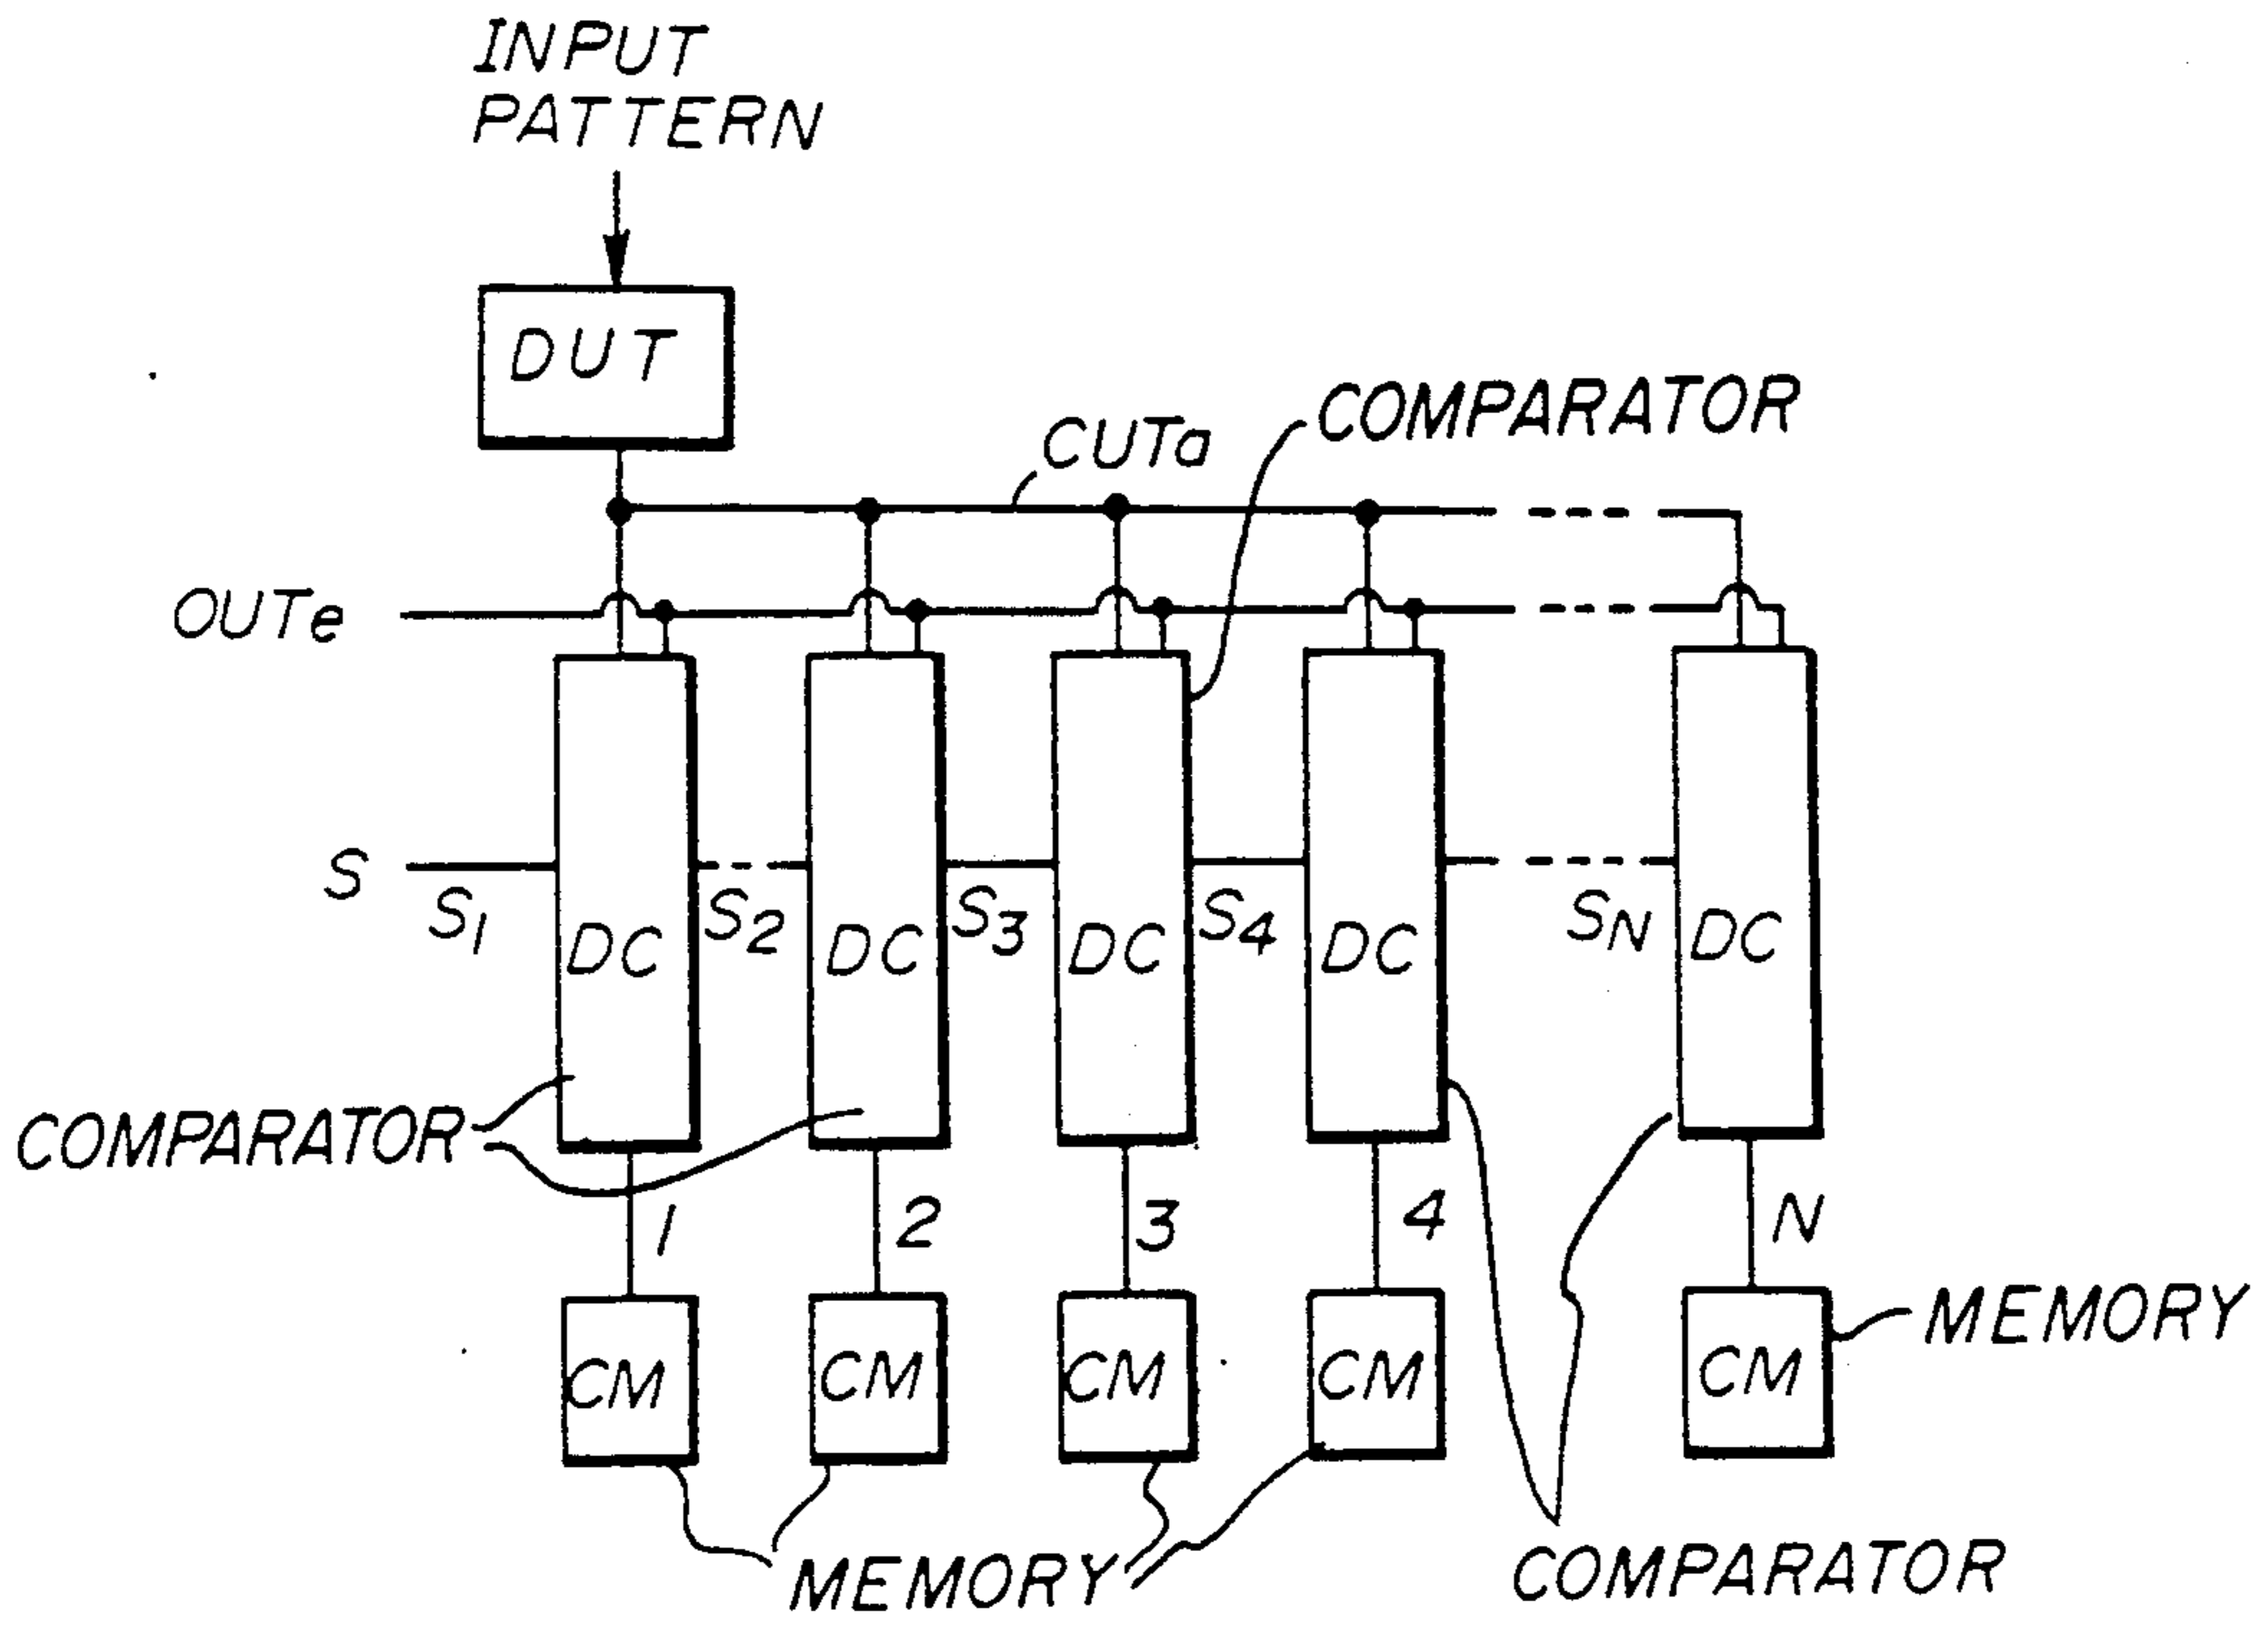 INPUT
PATTERN
DUT
COMPARATOR
CUTa
OUTe
S
S1 DC S2 DC S3 DC S4 DC SN DC
COMPARATOR
1 2 3 4 N
CM CM CM CM CM
MEMORY
MEMORY
COMPARATOR